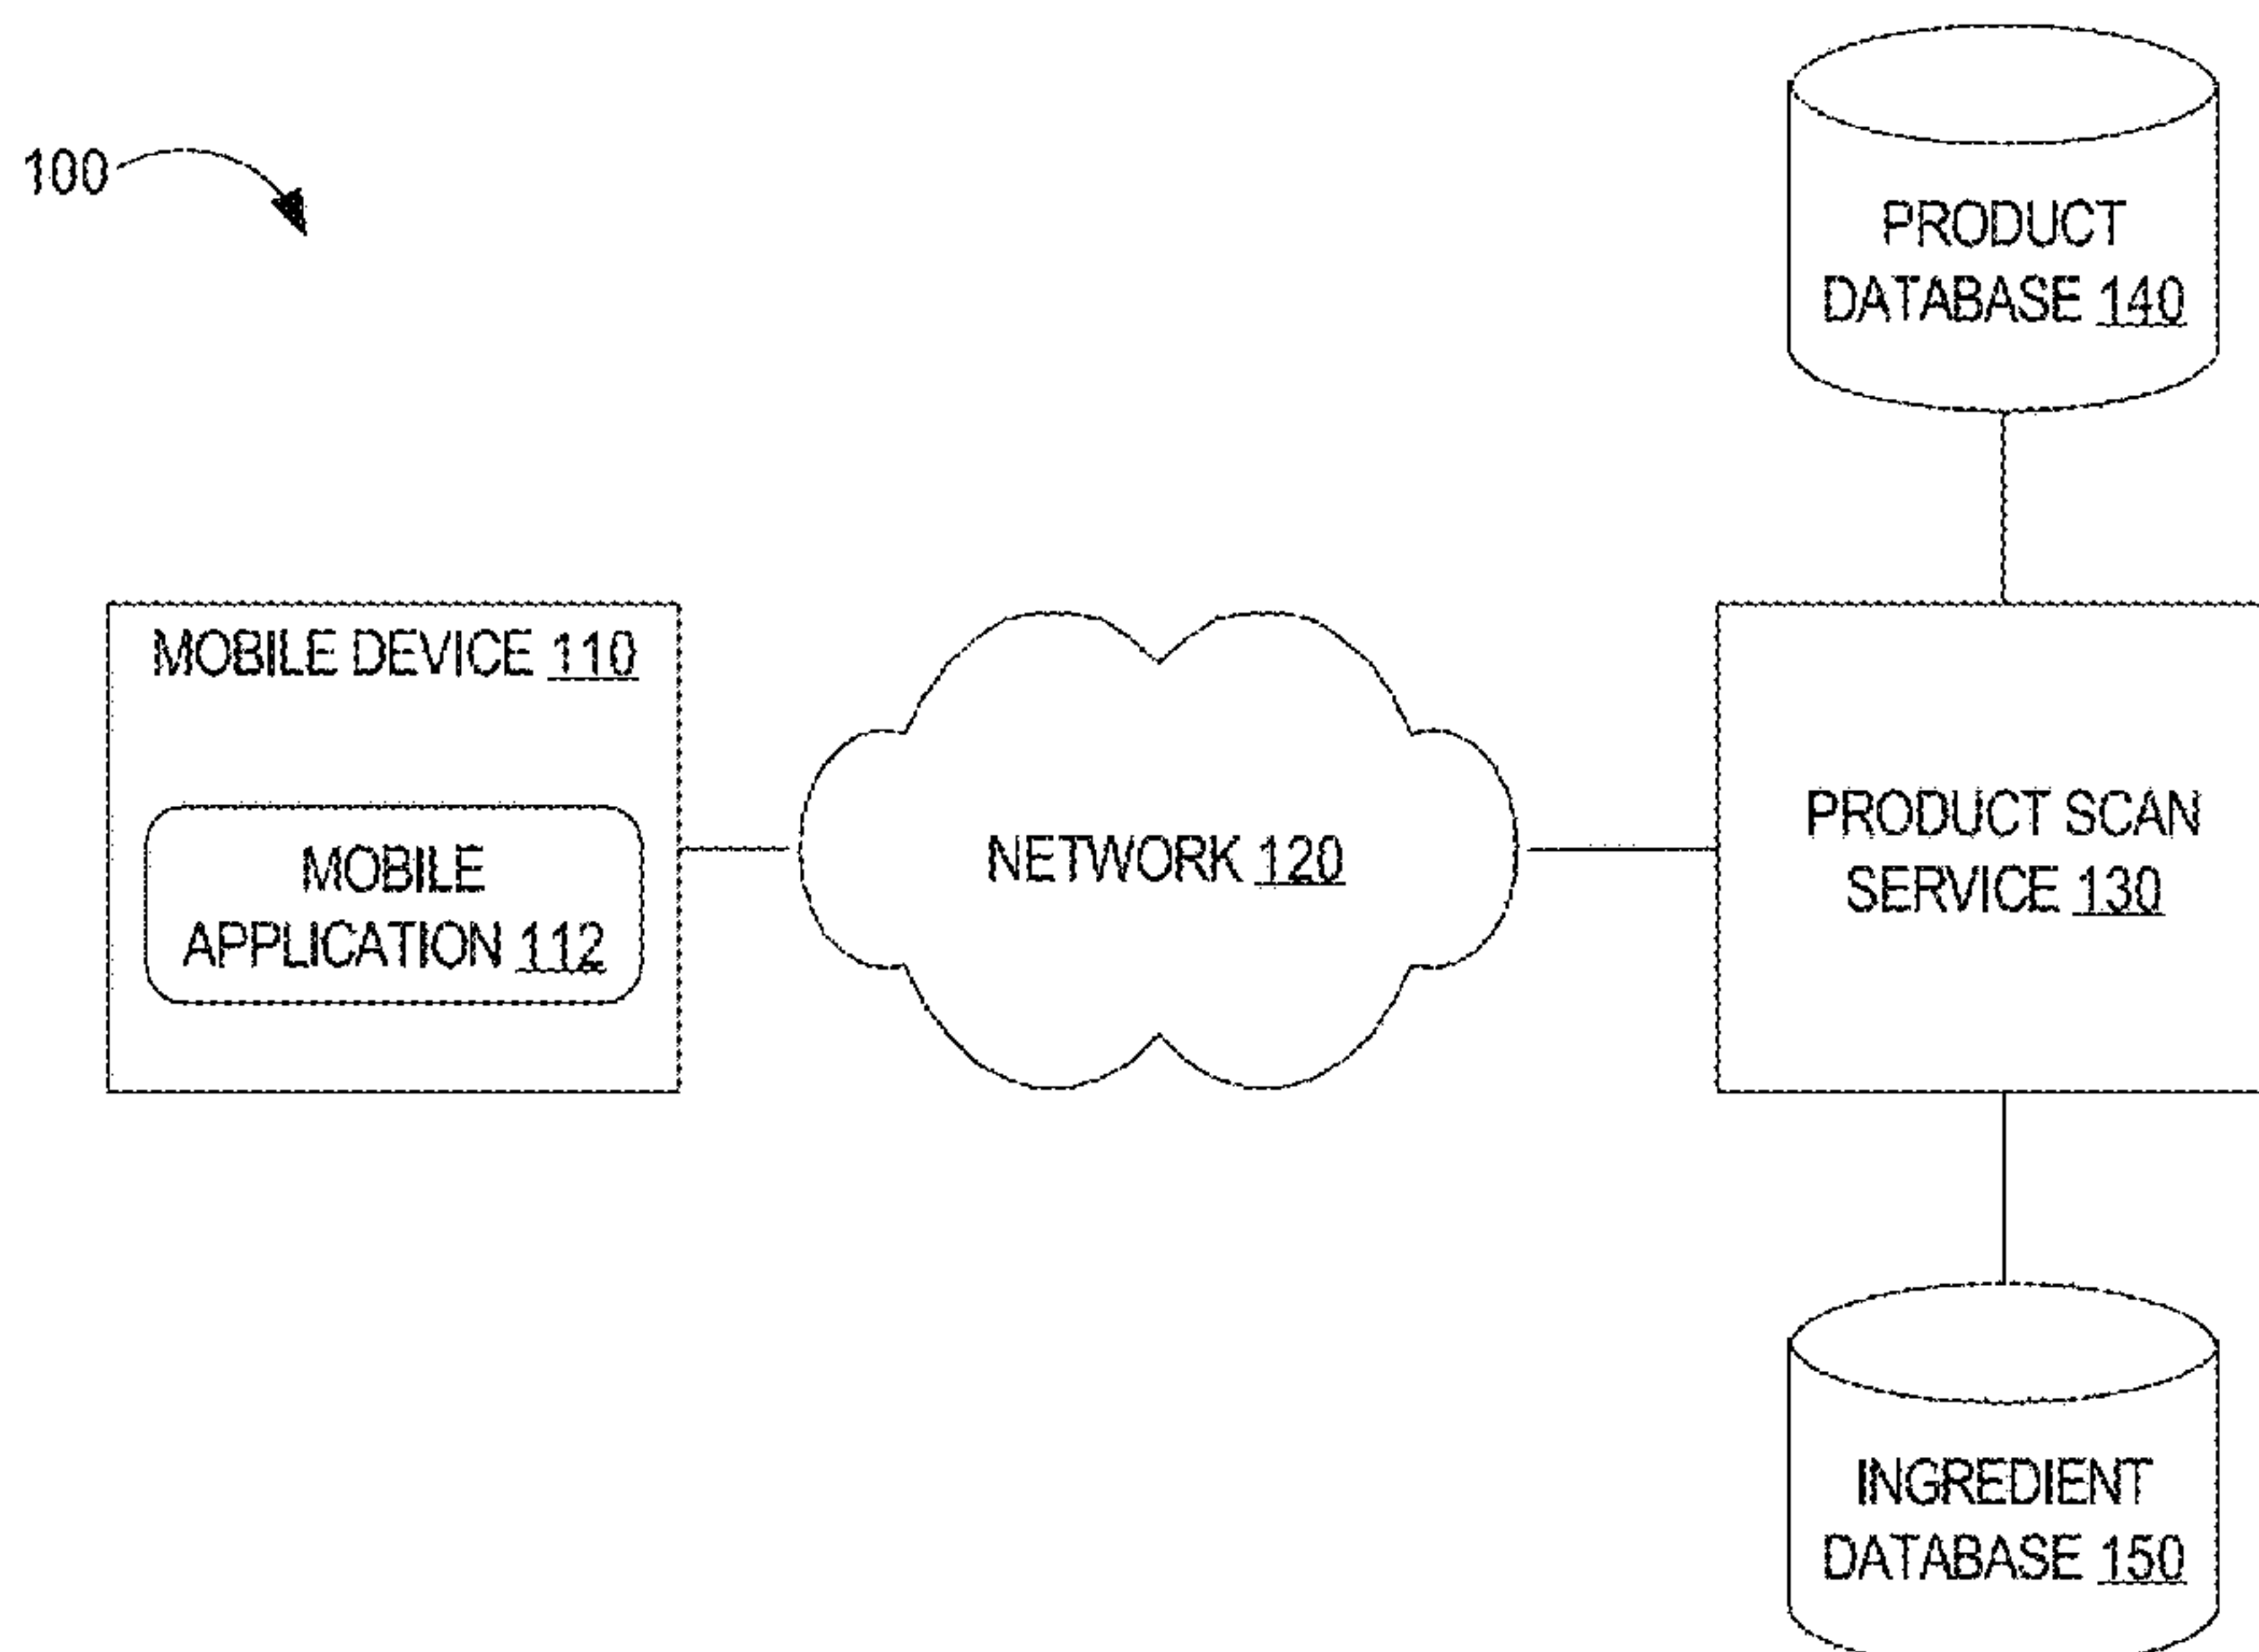 100
PRODUCT
DATABASE 140
MOBILE DEVICE 110
MOBILE
APPLICATION 112
NETWORK 120
PRODUCT SCAN
SERVICE 130
INGREDIENT
DATABASE 150